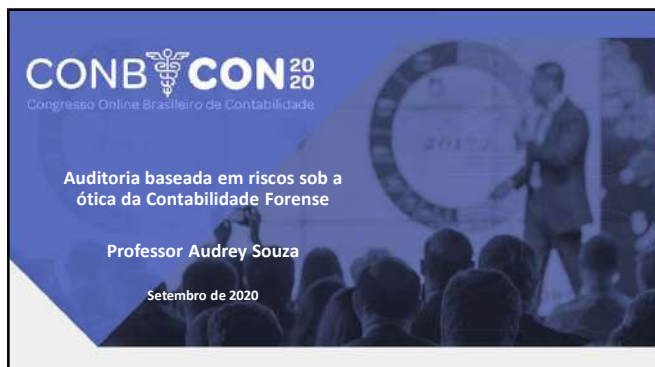 CONB CON 20
20
Congresso Online Brasileiro de Contabilidade
2017
Auditoria baseada em riscos sob a
ótica da Contabilidade Forense
Professor Audrey Souza
Setembro de 2020